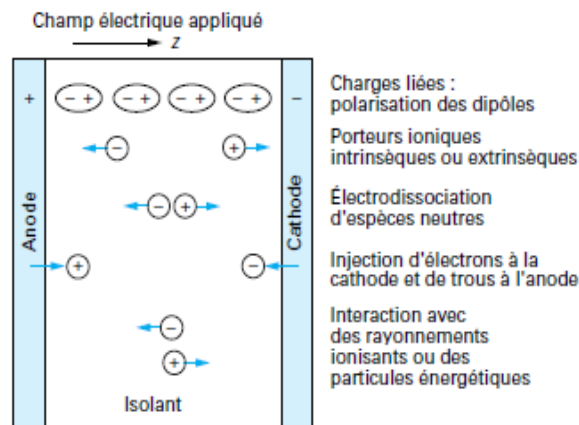 Champ électrique appliqué
z
+
- +
- +
- +
- +
–
Charges liées :
polarisation des dipôles
–
+
Porteurs ioniques
intrinsèques ou extrinsèques
–
+
Électrodissociation
d'espèces neutres
Anode
Cathode
+
–
Injection d'électrons à la
cathode et de trous à l'anode
–
+
Interaction avec
des rayonnements
ionisants ou des
particules énergétiques
Isolant